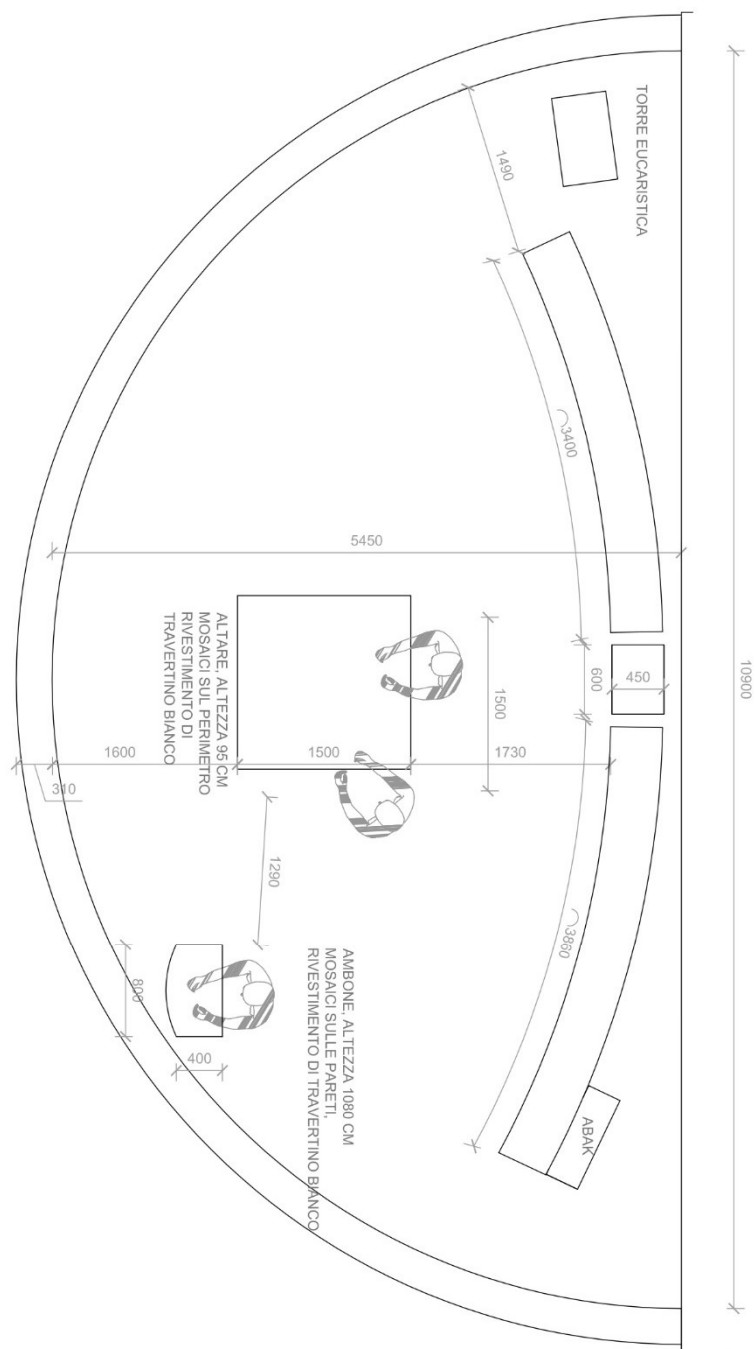 TORRE EUCARISTICA
1490
3400
5450
10900
450
600
1500
ALTARE, ALTEZZA 95 CM
MOSAICI SUL PERIMETRO
RIVESTIMENTO DI
TRAVERTINO BIANCO
1600
310
1500
1730
1290
3860
AMBONE, ALTEZZA 1080 CM
MOSAICI SULLE PARETI,
RIVESTIMENTO DI TRAVERTINO BIANCO
800
400
ABAK